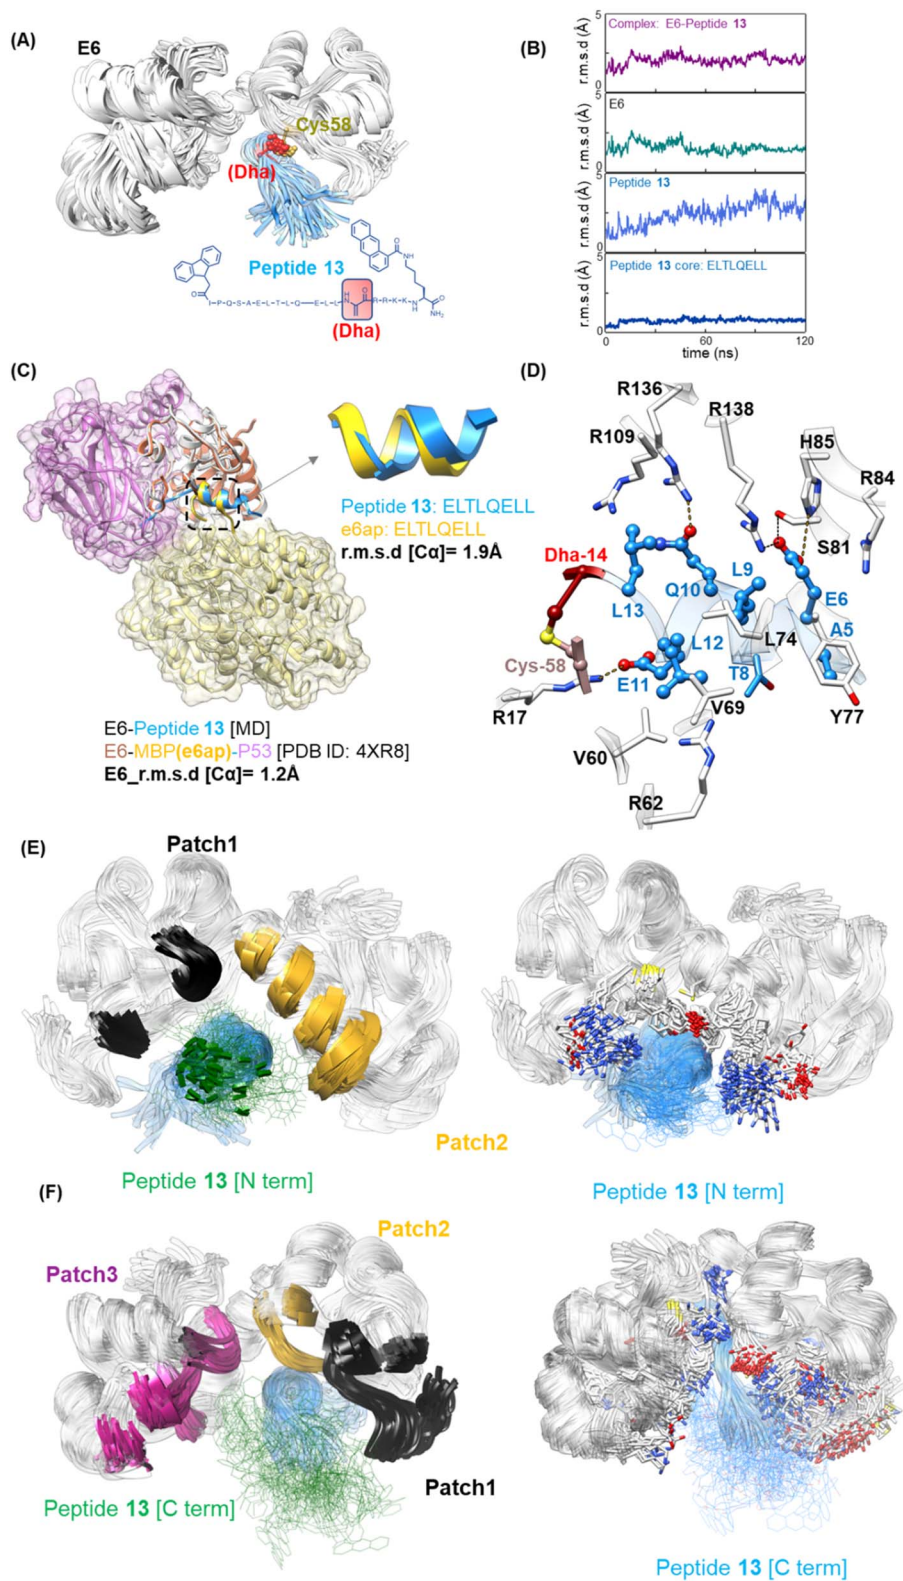 (A)
E6
Cys58
(Dha)
Peptide 13
O
NH
O
I-P-Q-S-A-E-L-T-L-Q-E-L-L
H
N
O
R-R-K-K
N
H
O
NH₂
(Dha)
(B)
5
Complex: E6-Peptide 13
r.m.s.d (Å)
0
5
E6
r.m.s.d (Å)
0
5
Peptide 13
r.m.s.d (Å)
0
5
Peptide 13 core: ELTLQELL
r.m.s.d (Å)
0
60
120
time (ns)
(C)
Peptide 13: ELTLQELL
e6ap: ELTLQELL
r.m.s.d [Cα]= 1.9Å
E6-Peptide 13 [MD]
E6-MBP(e6ap)-P53 [PDB ID: 4XR8]
E6_r.m.s.d [Cα]= 1.2Å
(D)
R136
R138
R109
H85
R84
Dha-14
S81
L9
L13
Q10
E6
L74
A5
L12
Cys-58
T8
E11
R17
V69
Y77
V60
R62
(E)
Patch1
Patch2
Peptide 13 [N term]
Peptide 13 [N term]
(F)
Patch2
Patch3
Peptide 13 [C term]
Patch1
Peptide 13 [C term]